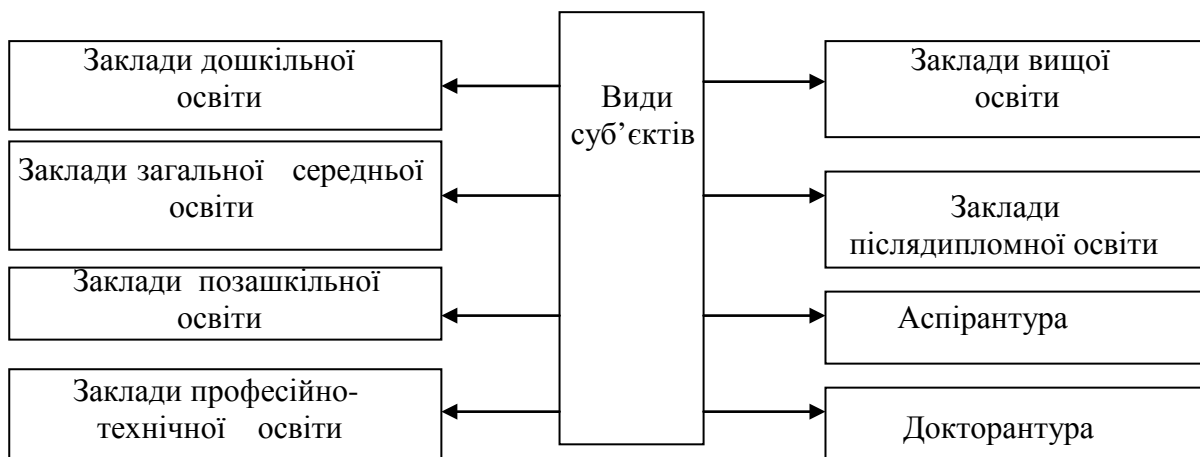 Заклади дошкільної
освіти
Заклади загальної середньої
освіти
Заклади позашкільної
освіти
Заклади професійно-
технічної освіти
Види
суб’єктів
Заклади вищої
освіти
Заклади
післядипломної освіти
Аспірантура
Докторантура